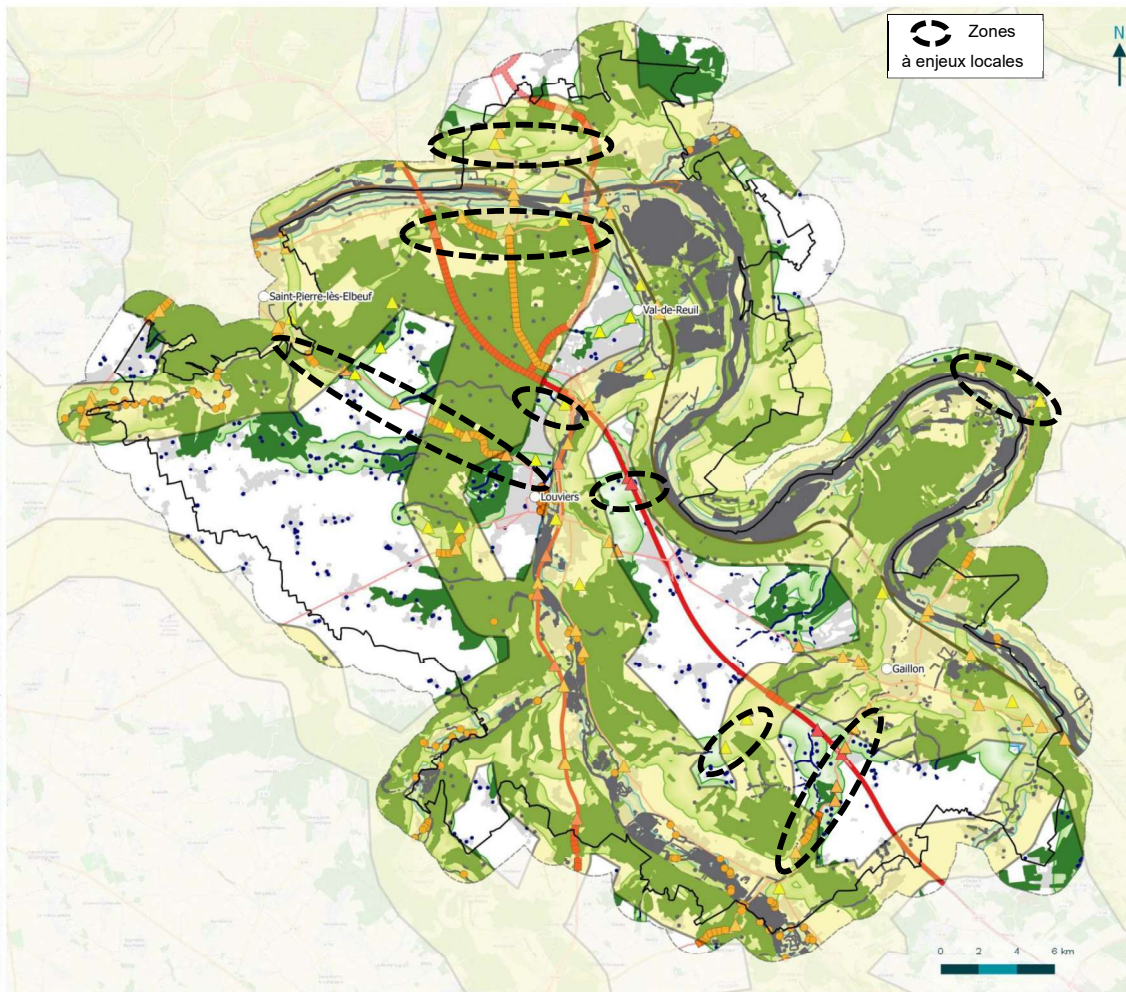 Zones
à enjeux locales
N
Saint-Pierre-lès-Elbeuf
Val-de-Reuil
Louviers
Gaillon
0 2 4 6 km